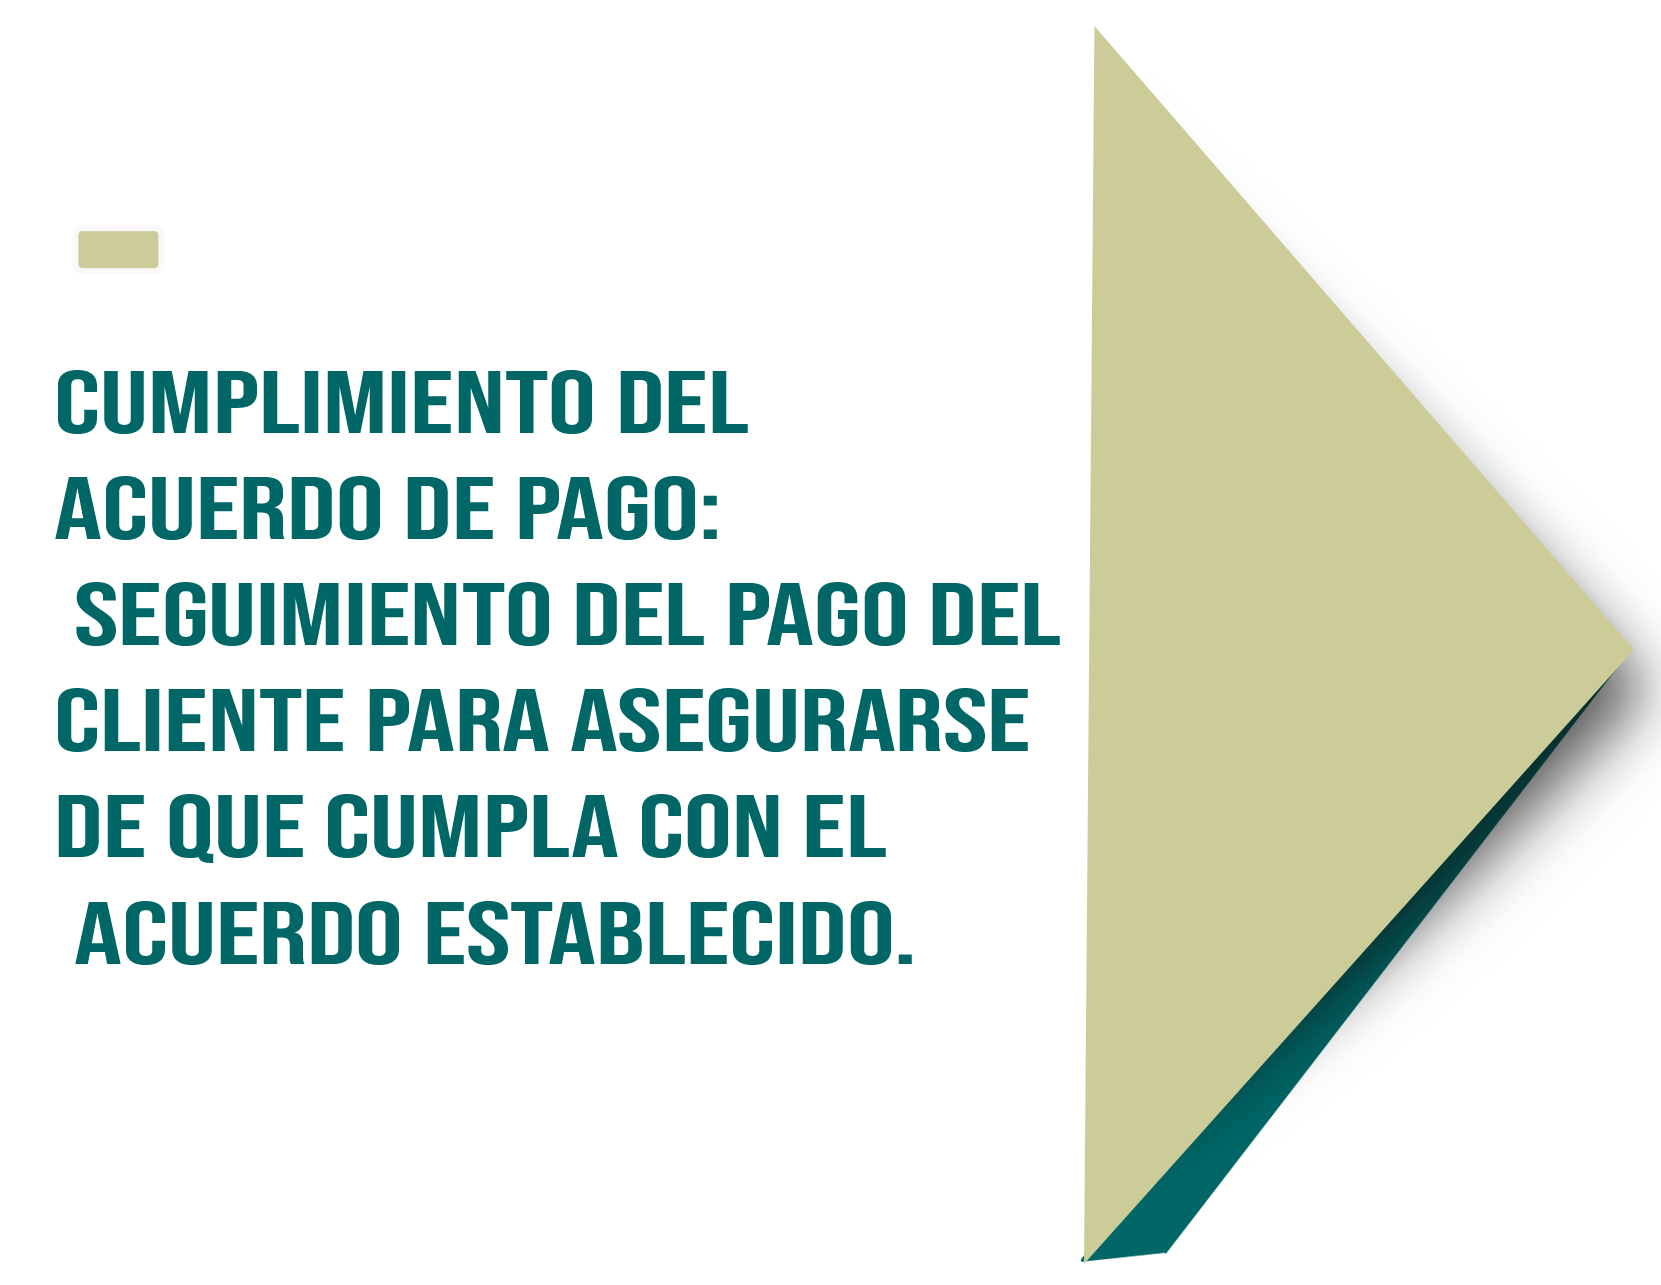 CUMPLIMIENTO DEL
ACUERDO DE PAGO:
SEGUIMIENTO DEL PAGO DEL
CLIENTE PARA ASEGURARSE
DE QUE CUMPLA CON EL
ACUERDO ESTABLECIDO.